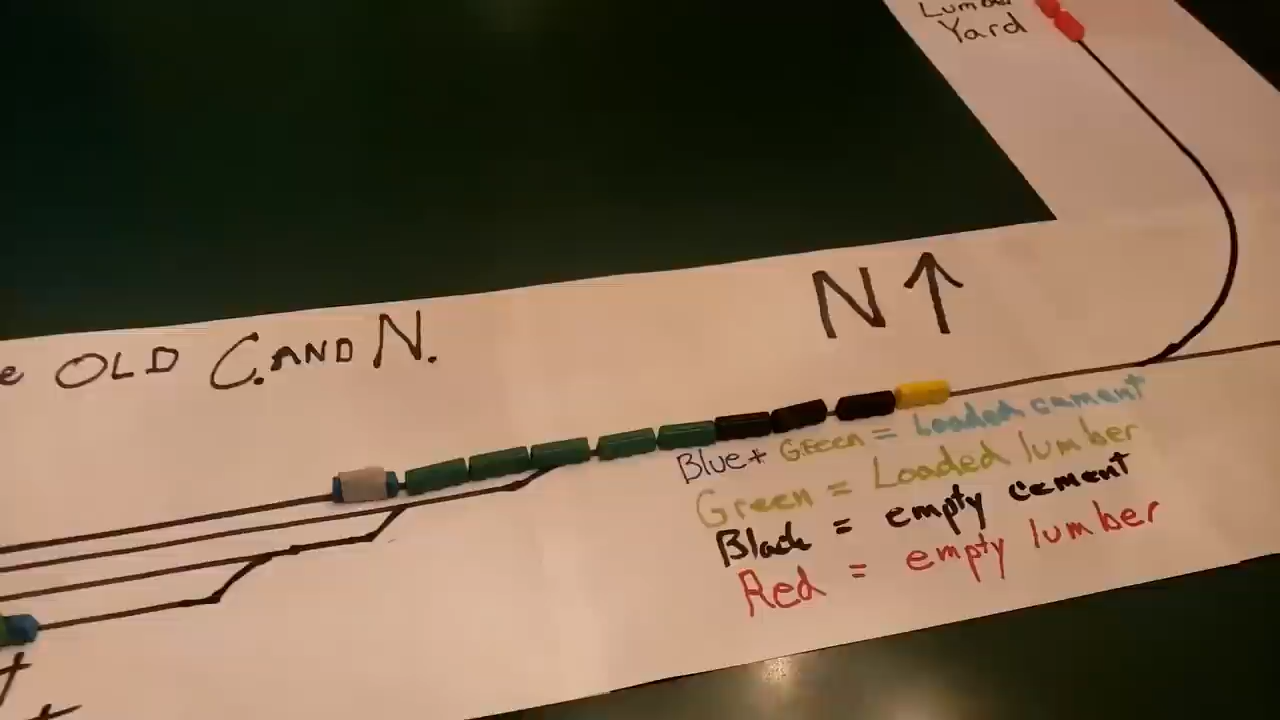 Yard
OLD C. AND N.
N
Blue + Green = Loaded cement
Green = Loaded lumber
Black = empty cement
Red = empty lumber